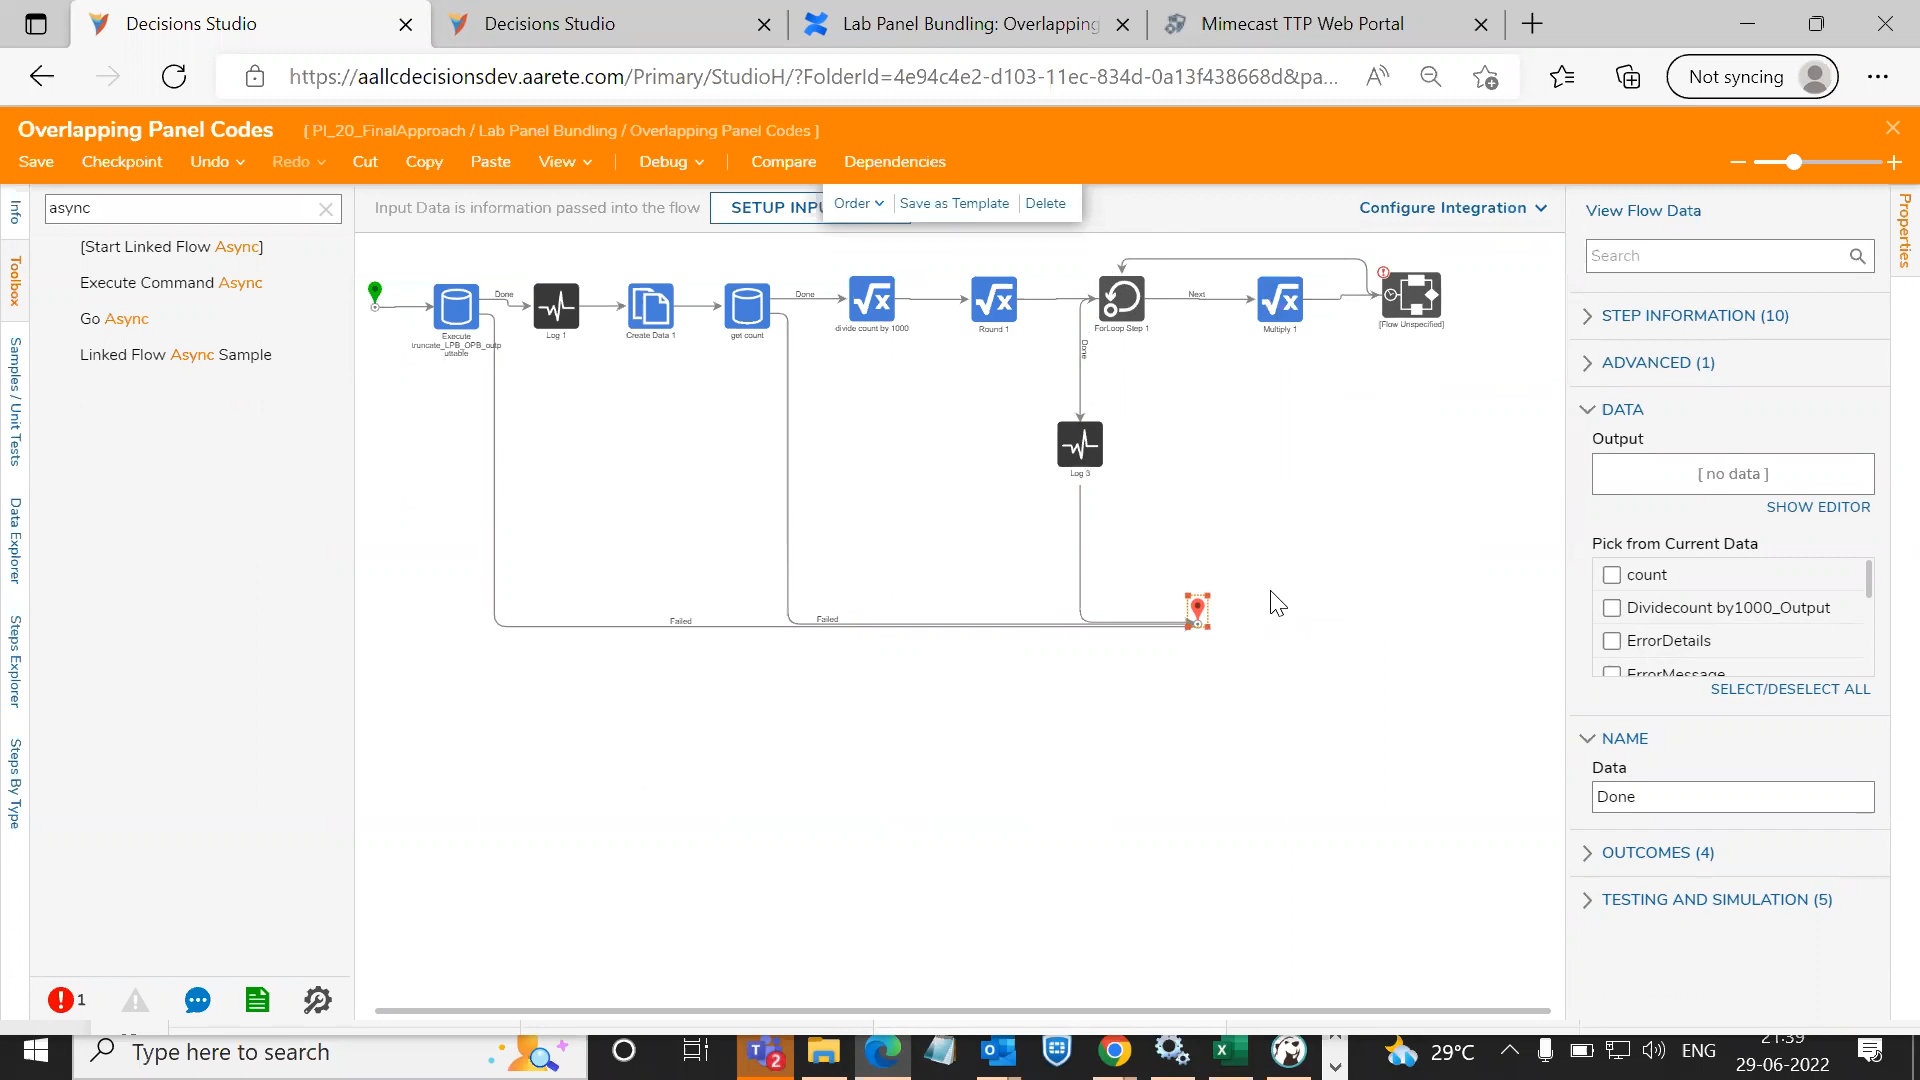 Decisions Studio
Decisions Studio
Lab Panel Bundling: Overlapping
Mimecast TTP Web Portal
https://aallcdecisionsdev.aarete.com/Primary/StudioH/?FolderId=4e94c4e2-d103-11ec-834d-0a13f438668d&pa...
Not syncing
Overlapping Panel Codes
[ PI_20_FinalApproach / Lab Panel Bundling / Overlapping Panel Codes ]
Save
Checkpoint
Undo
Redo
Cut
Copy
Paste
View
Debug
Compare
Dependencies
Info
Toolbox
Samples / Unit Tests
Data Explorer
Steps Explorer
Steps By Type
async
[Start Linked Flow Async]
Execute Command Async
Go Async
Linked Flow Async Sample
1
Input Data is information passed into the flow
SETUP INPU
Order
Save as Template
Delete
Configure Integration
Execute
truncate_LPB_OPB_outp
uttable
Done
Log 1
Create Data 1
get count
Done
divide count by 1000
Round 1
ForLoop Step 1
Next
Multiply 1
[Flow Unspecified]
Done
Log 3
Failed
Failed
Properties
View Flow Data
Search
STEP INFORMATION (10)
ADVANCED (1)
DATA
Output
[ no data ]
SHOW EDITOR
Pick from Current Data
count
Dividecount by1000_Output
ErrorDetails
ErrorMessage
SELECT/DESELECT ALL
NAME
Data
Done
OUTCOMES (4)
TESTING AND SIMULATION (5)
Type here to search
2
29°C
ENG
21:39
29-06-2022